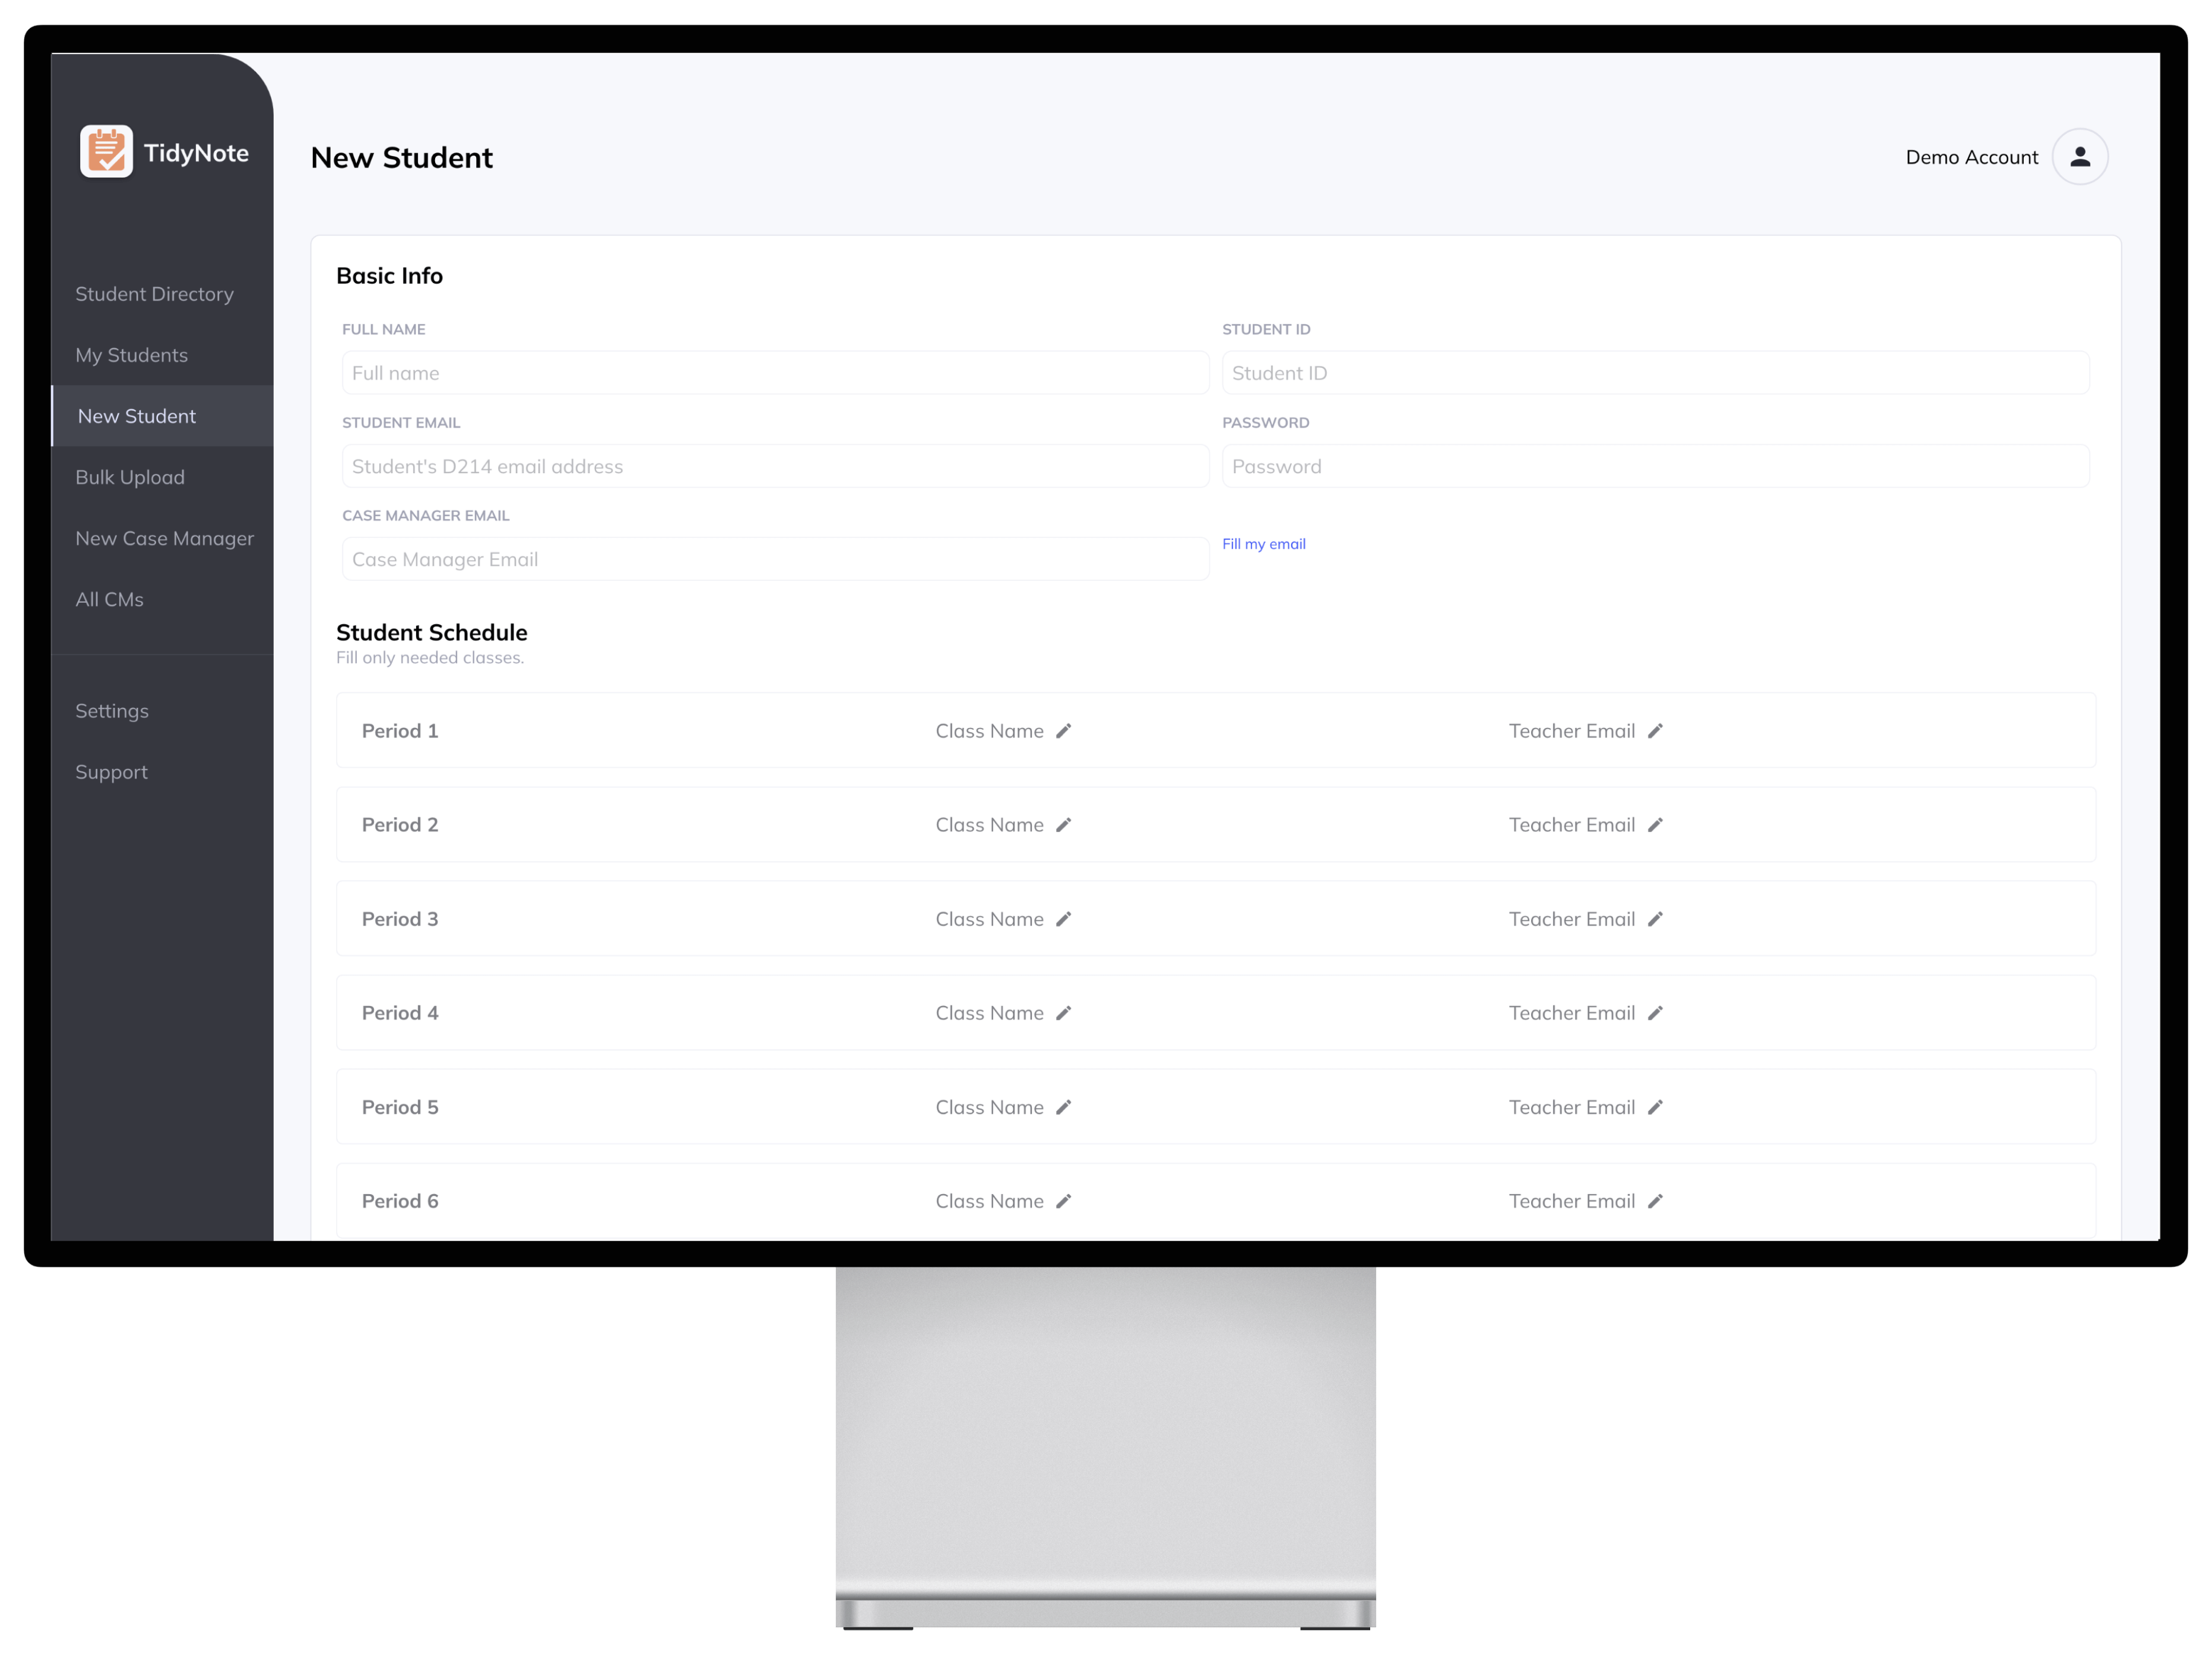 TidyNote
Student Directory
My Students
New Student
Bulk Upload
New Case Manager
All CMs
Settings
Support
New Student
Demo Account
Basic Info
FULL NAME
STUDENT ID
Full name
Student ID
STUDENT EMAIL
PASSWORD
Student's D214 email address
Password
CASE MANAGER EMAIL
Case Manager Email
Fill my email
Student Schedule
Fill only needed classes.
Period 1 Class Name Teacher Email
Period 2 Class Name Teacher Email
Period 3 Class Name Teacher Email
Period 4 Class Name Teacher Email
Period 5 Class Name Teacher Email
Period 6 Class Name Teacher Email